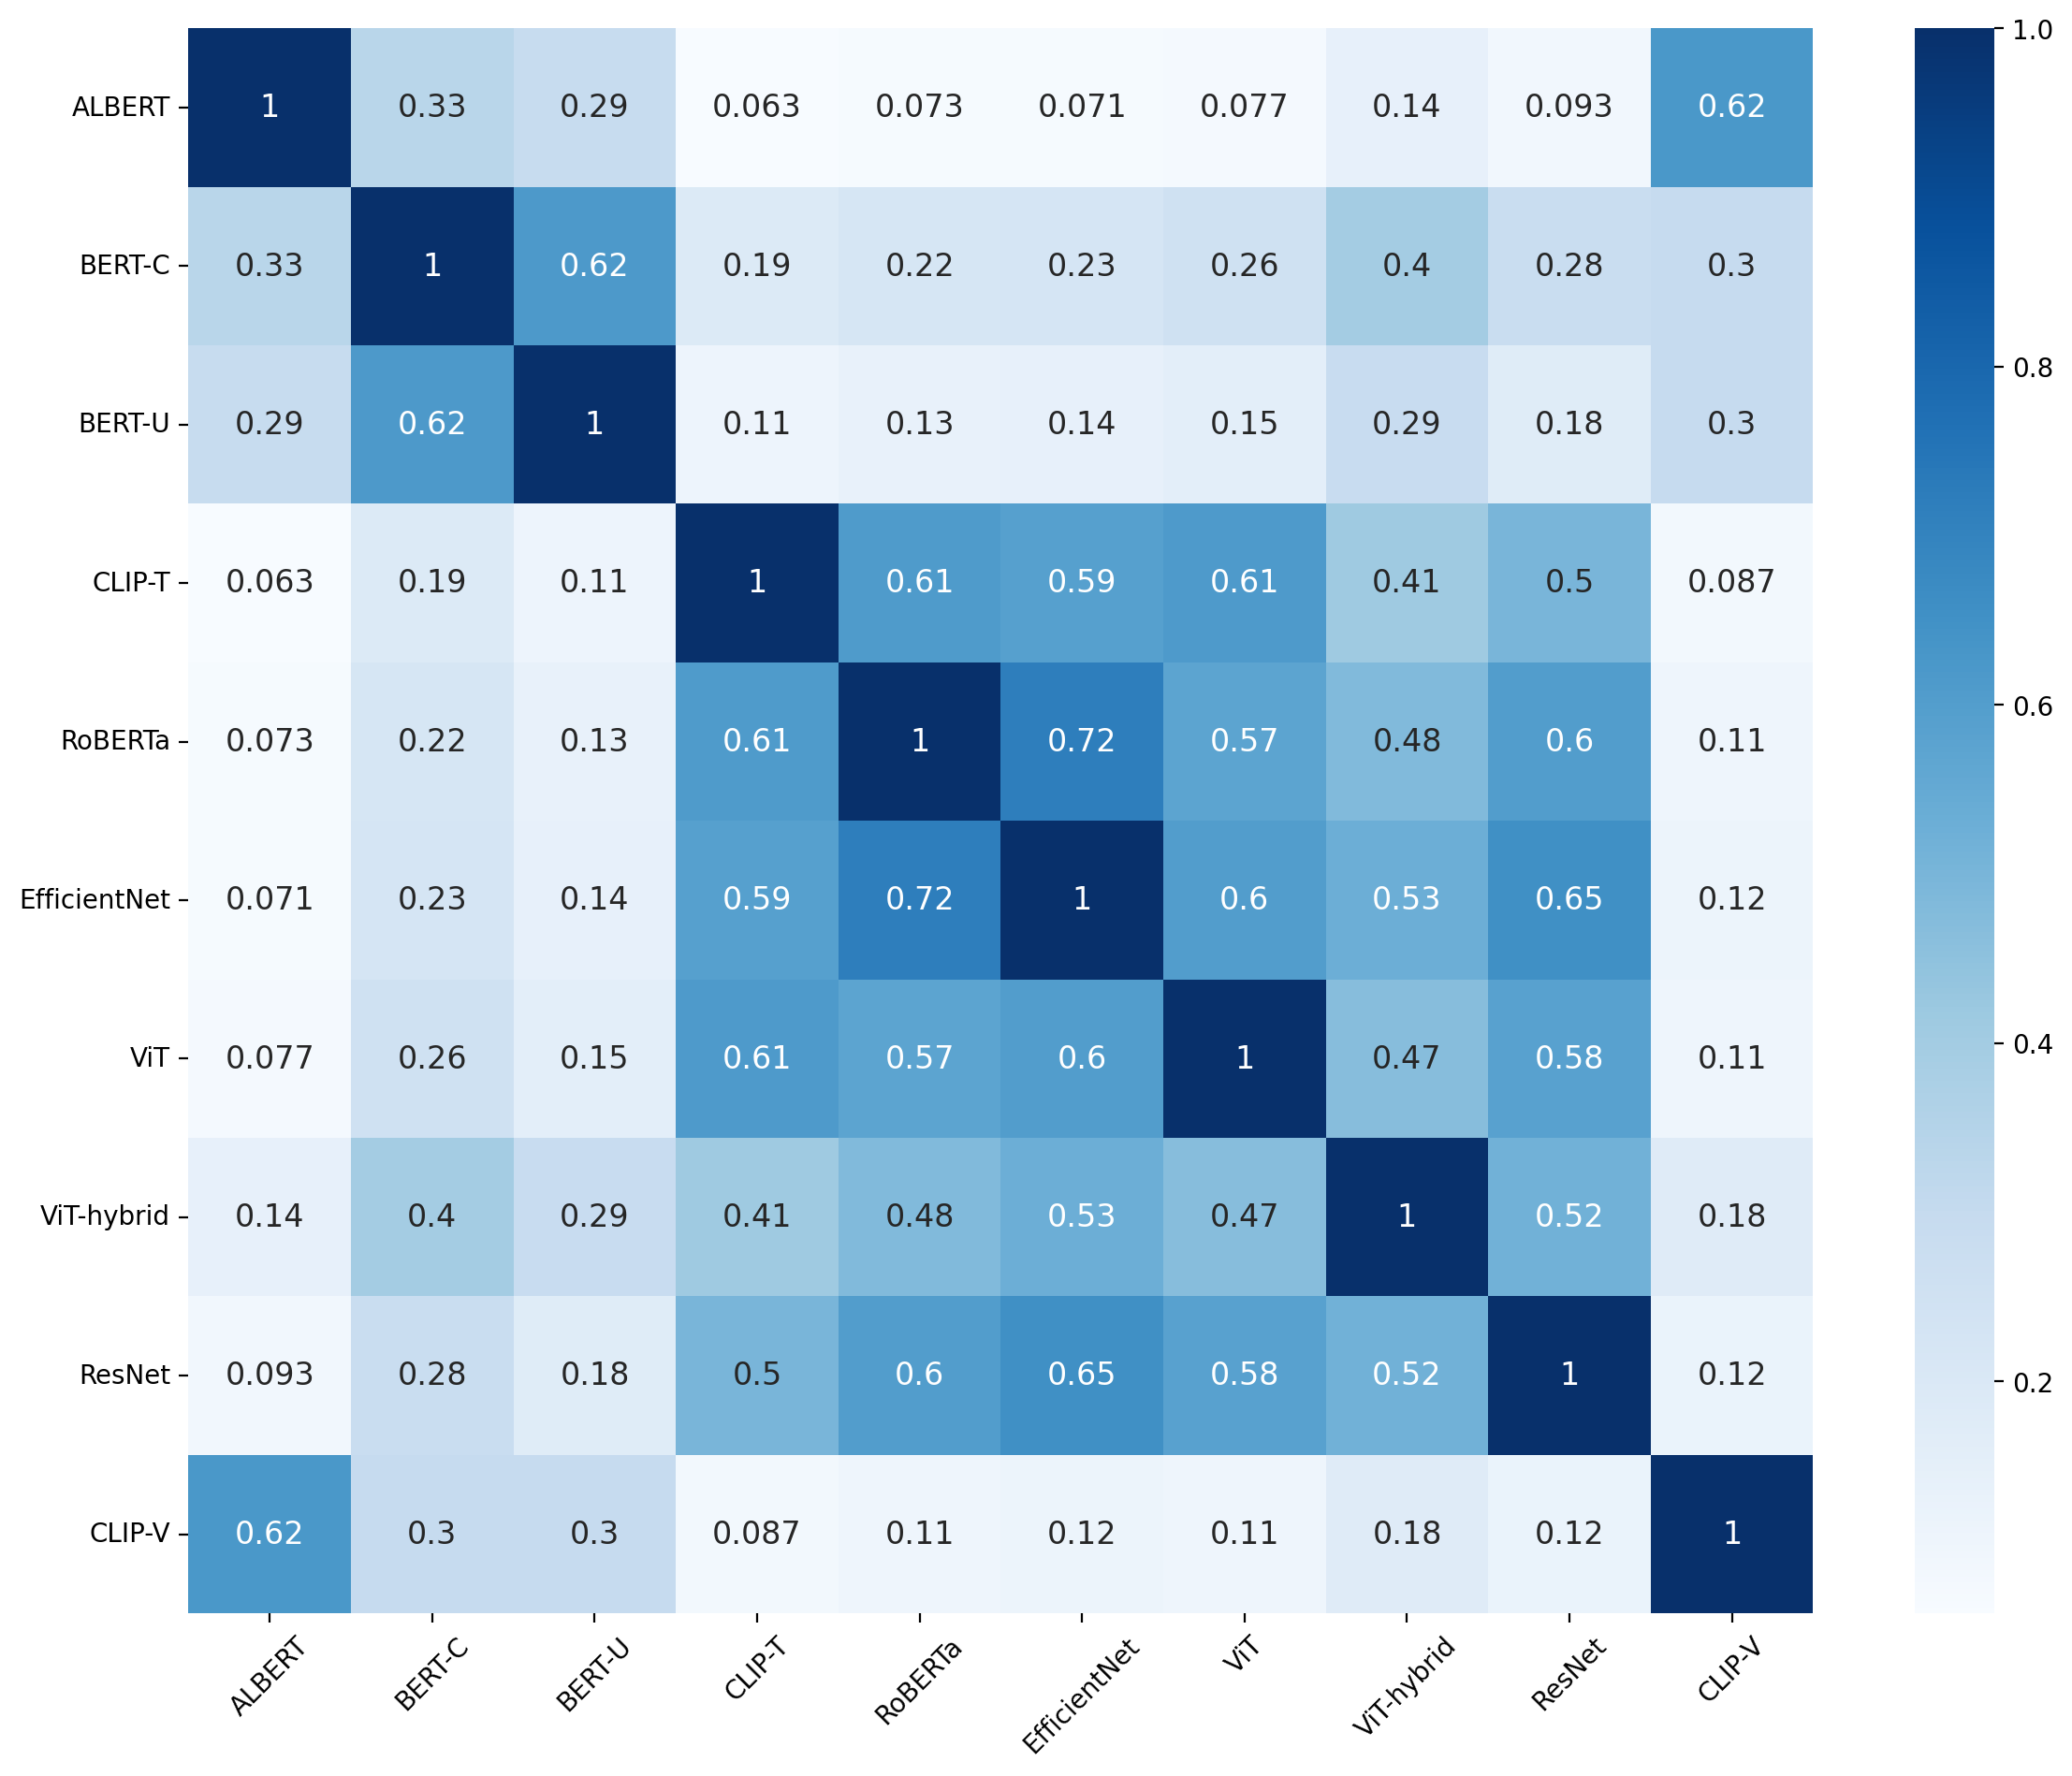 1.0
ALBERT 1 0.33 0.29 0.063 0.073 0.071 0.077 0.14 0.093 0.62
BERT-C 0.33 1 0.62 0.19 0.22 0.23 0.26 0.4 0.28 0.3
0.8
BERT-U 0.29 0.62 1 0.11 0.13 0.14 0.15 0.29 0.18 0.3
CLIP-T 0.063 0.19 0.11 1 0.61 0.59 0.61 0.41 0.5 0.087
0.6
RoBERTa 0.073 0.22 0.13 0.61 1 0.72 0.57 0.48 0.6 0.11
EfficientNet 0.071 0.23 0.14 0.59 0.72 1 0.6 0.53 0.65 0.12
0.4
ViT 0.077 0.26 0.15 0.61 0.57 0.6 1 0.47 0.58 0.11
ViT-hybrid 0.14 0.4 0.29 0.41 0.48 0.53 0.47 1 0.52 0.18
ResNet 0.093 0.28 0.18 0.5 0.6 0.65 0.58 0.52 1 0.12
0.2
CLIP-V 0.62 0.3 0.3 0.087 0.11 0.12 0.11 0.18 0.12 1
ALBERT BERT-C BERT-U CLIP-T RoBERTa EfficientNet ViT ViT-hybrid ResNet CLIP-V